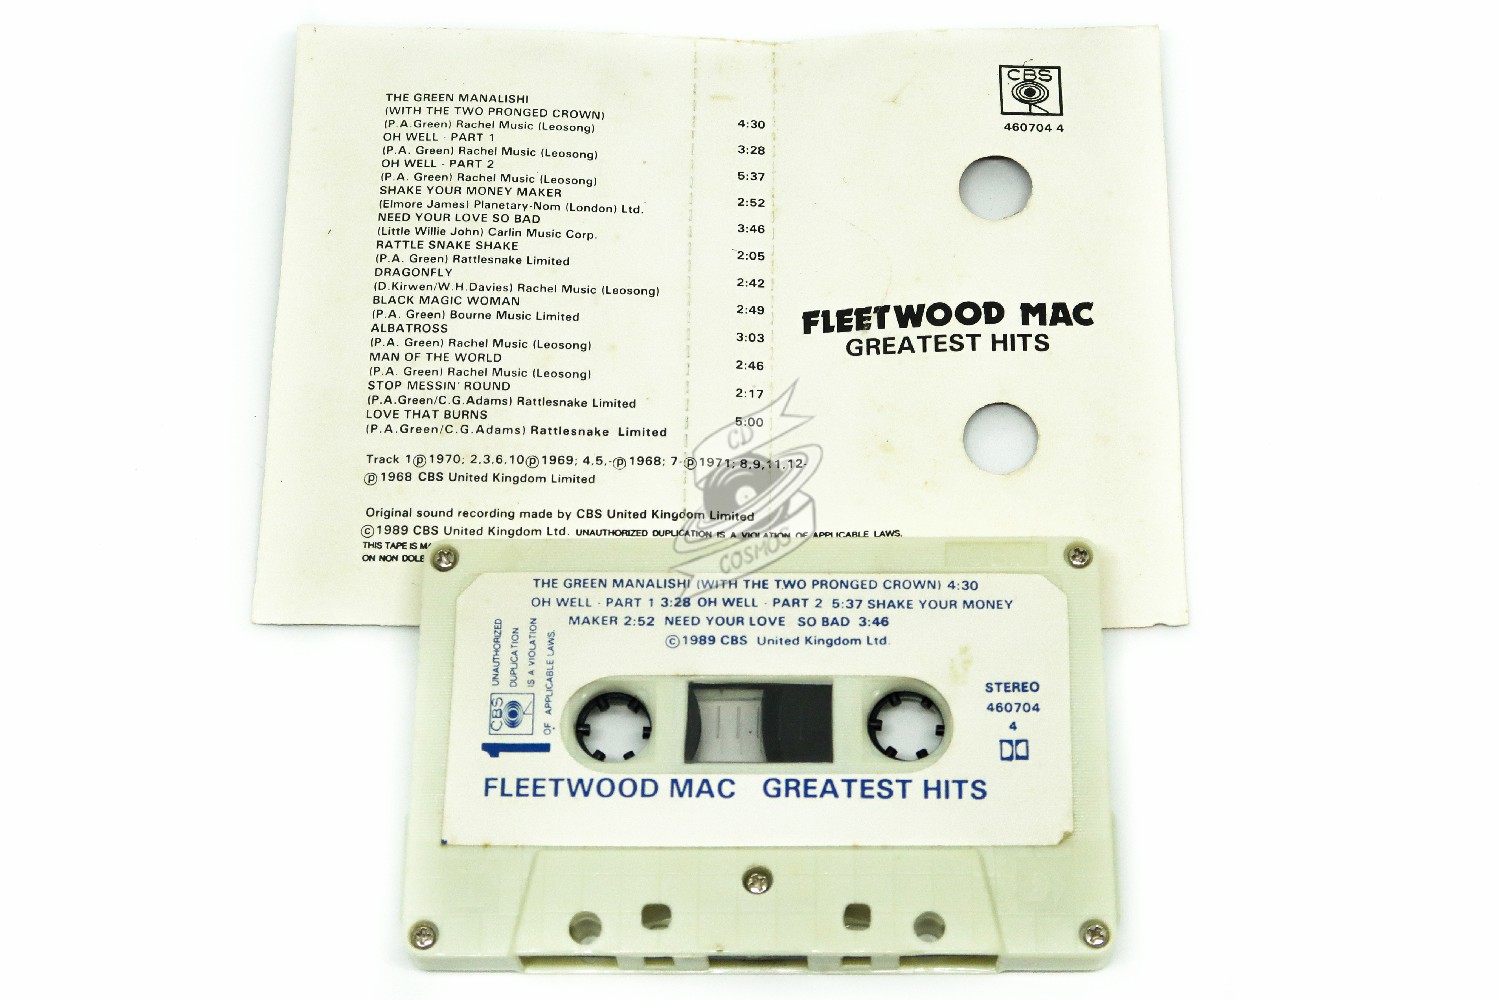 THE GREEN MANALISHI
(WITH THE TWO PRONGED CROWN)
(P.A.Green) Rachel Music (Leosong) 4:30
OH WELL - PART 1
(P.A. Green) Rachel Music (Leosong) 3:28
OH WELL - PART 2
(P.A. Green) Rachel Music (Leosong) 5:37
SHAKE YOUR MONEY MAKER
(Elmore James) Planetary-Nom (London) Ltd. 2:52
NEED YOUR LOVE SO BAD
(Little Willie John) Carlin Music Corp. 3:46
RATTLE SNAKE SHAKE
(P.A. Green) Rattlesnake Limited 2:05
DRAGONFLY
(D.Kirwen/W.H.Davies) Rachel Music (Leosong) 2:42
BLACK MAGIC WOMAN
(P.A. Green) Bourne Music Limited 2:49
ALBATROSS
(P.A. Green) Rachel Music (Leosong) 3:03
MAN OF THE WORLD
(P.A. Green) Rachel Music (Leosong) 2:46
STOP MESSIN' ROUND
(P.A.Green/C.G.Adams) Rattlesnake Limited 2:17
LOVE THAT BURNS
(P.A.Green/C.G.Adams) Rattlesnake Limited 5:00
Track 1 ℗ 1970; 2,3,6,10 ℗ 1969; 4,5,-℗ 1968; 7-℗ 1971; 8,9,11,12-
℗ 1968 CBS United Kingdom Limited
Original sound recording made by CBS United Kingdom Limited
© 1989 CBS United Kingdom Ltd. UNAUTHORIZED DUPLICATION IS A VIOLATION OF APPLICABLE LAWS.
THIS TAPE IS
ON NON
CBS
460704 4
FLEETWOOD MAC
GREATEST HITS
CD
COSMOS
THE GREEN MANALISHI (WITH THE TWO PRONGED CROWN) 4:30
OH WELL - PART 1 3:28 OH WELL - PART 2 5:37 SHAKE YOUR MONEY
MAKER 2:52 NEED YOUR LOVE SO BAD 3:46
© 1989 CBS United Kingdom Ltd.
UNAUTHORIZED
DUPLICATION
IS A VIOLATION
OF APPLICABLE LAWS.
CBS
1
STEREO
460704
4
FLEETWOOD MAC GREATEST HITS